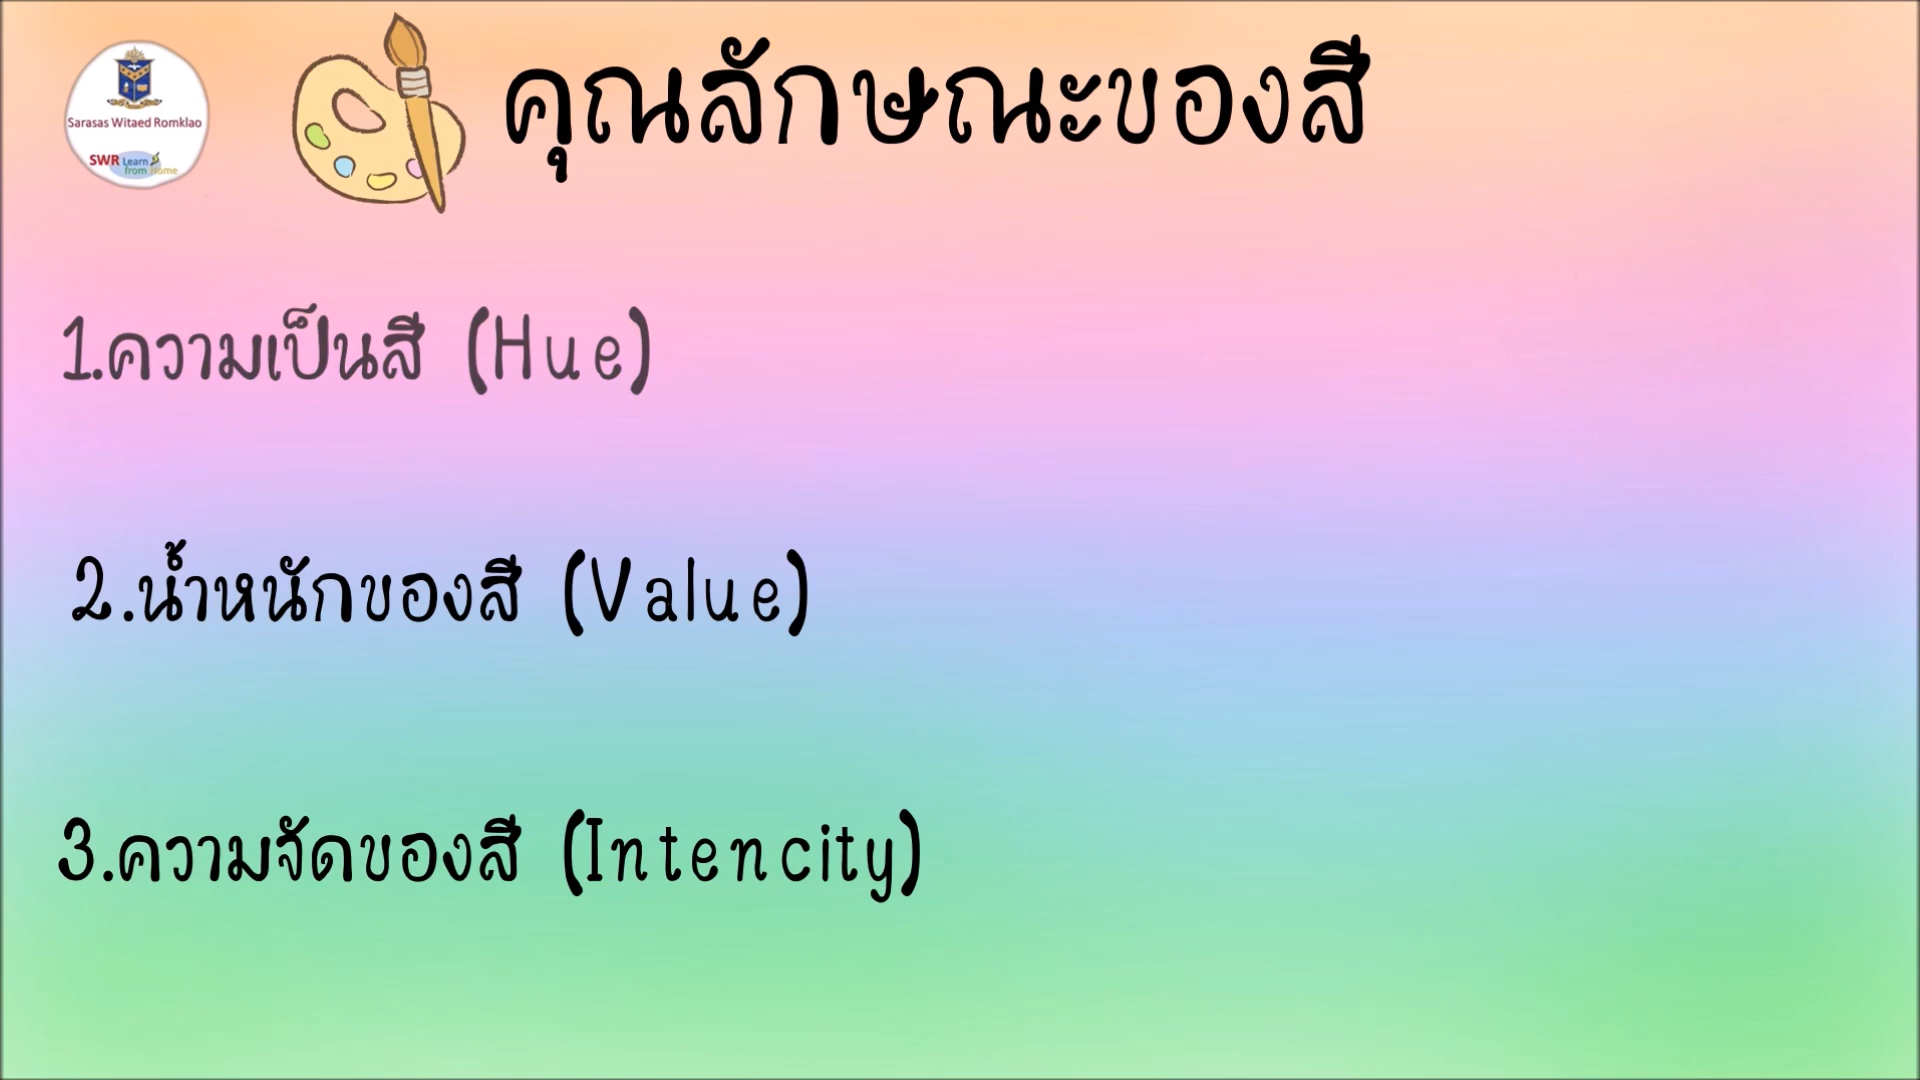 Sarasas Witaed Romklao
SWR Learn from Home
คุณลักษณะของสี
1.ความเป็นสี (Hue)
2.น้ำหนักของสี (Value)
3.ความจัดของสี (Intencity)